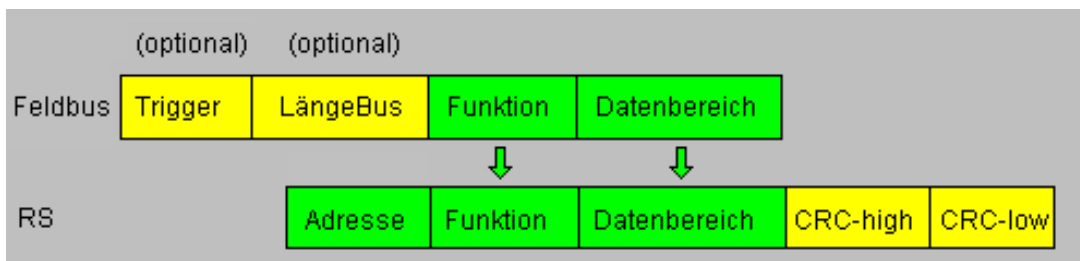 (optional) (optional)
Feldbus Trigger LängeBus Funktion Datenbereich
RS Adresse Funktion Datenbereich CRC-high CRC-low